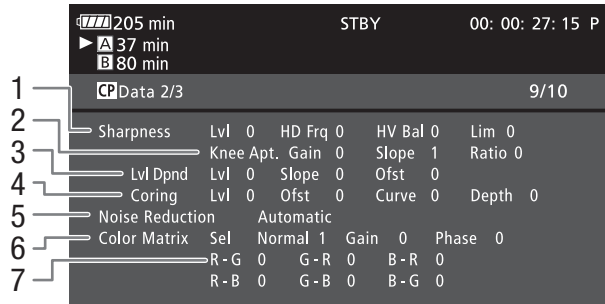 205 min STBY 00: 00: 27: 15 P
A 37 min
B 80 min
CP Data 2/3 9/10
1 Sharpness Lvl 0 HD Frq 0 HV Bal 0 Lim 0
2 Knee Apt. Gain 0 Slope 1 Ratio 0
3 Lvl Dpnd Lvl 0 Slope 0 Ofst 0
4 Coring Lvl 0 Ofst 0 Curve 0 Depth 0
5 Noise Reduction Automatic
6 Color Matrix Sel Normal 1 Gain 0 Phase 0
7 R - G 0 G - R 0 B - R 0
R - B 0 G - B 0 B - G 0